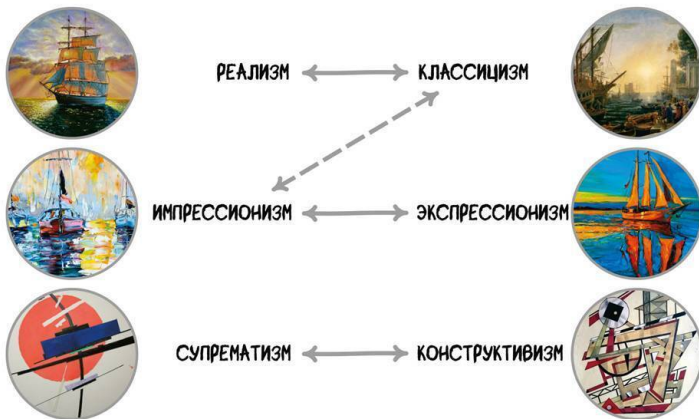 РЕАЛИЗМ КЛАССИЦИЗМ
ИМПРЕССИОНИЗМ ЭКСПРЕССИОНИЗМ
СУПРЕМАТИЗМ КОНСТРУКТИВИЗМ